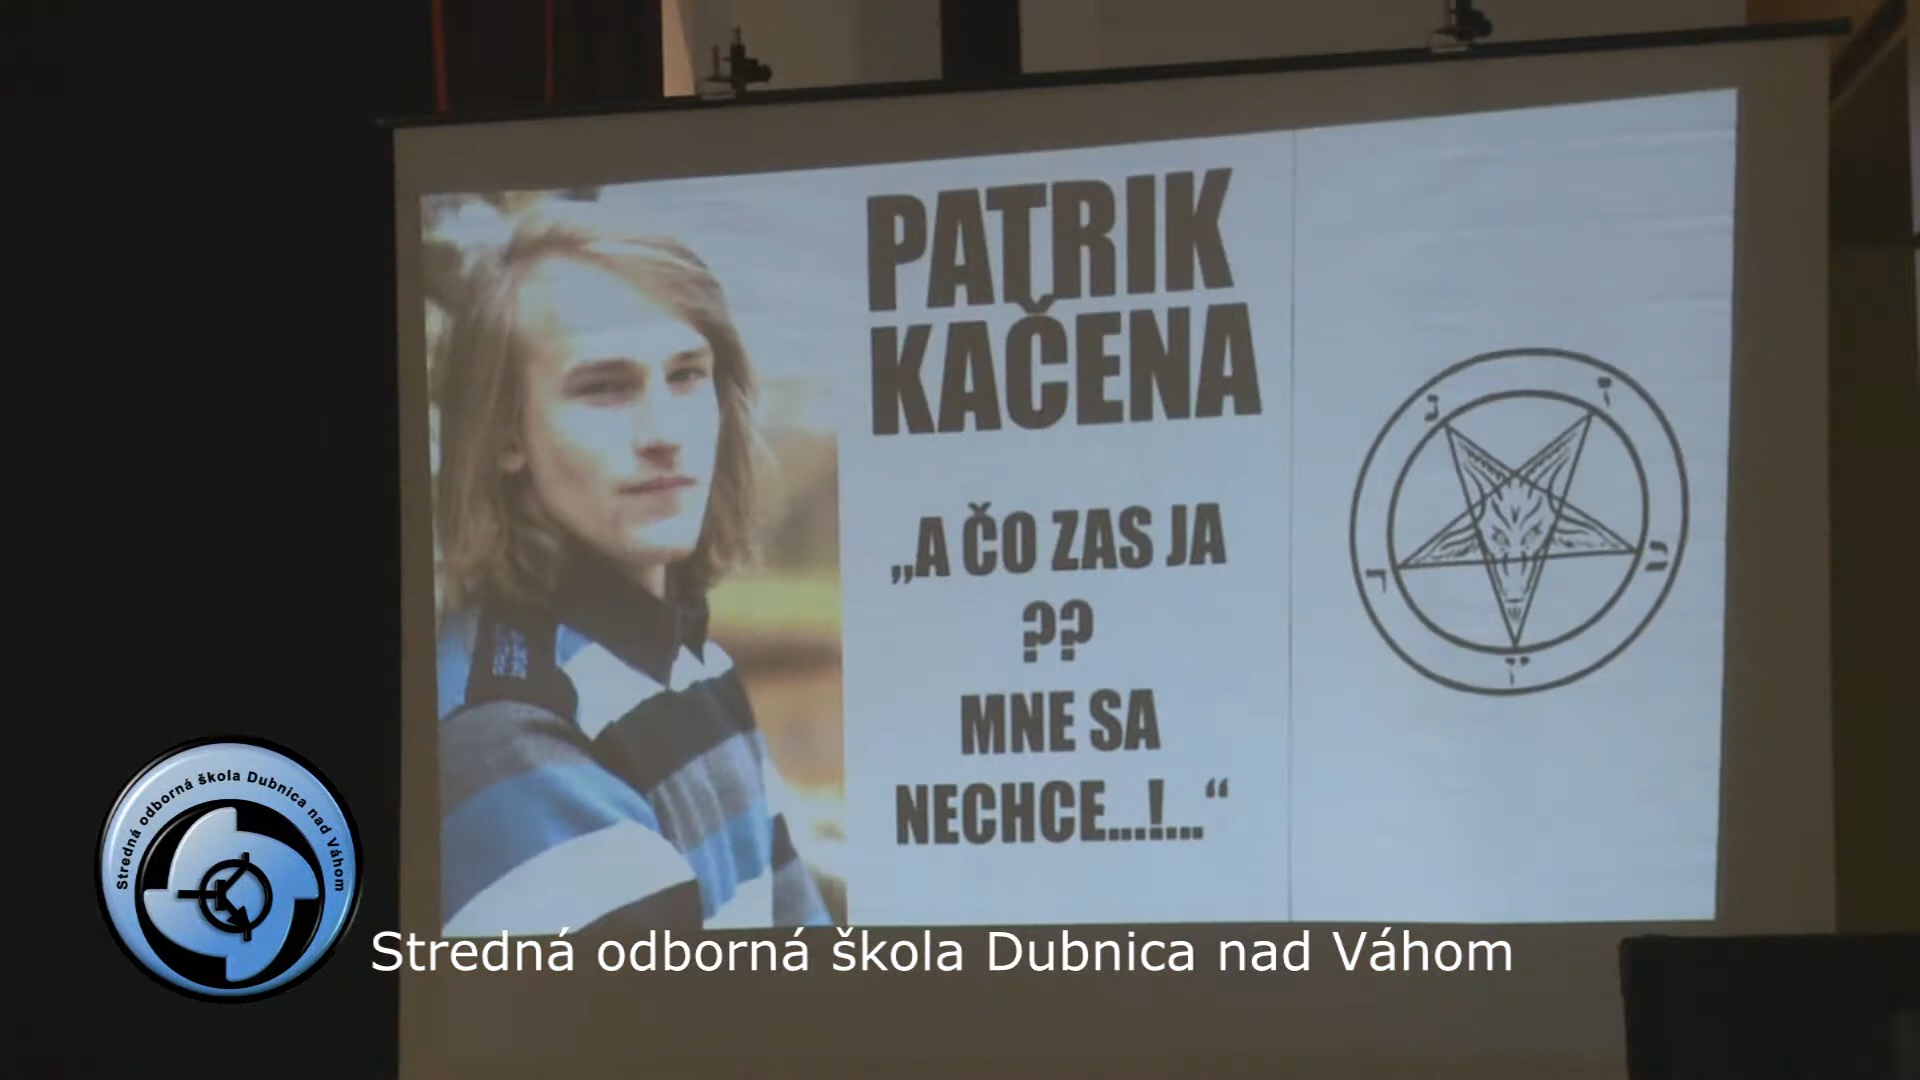 PATRIK
KAČENA
„A ČO ZAS JA
??
MNE SA
NECHCE...!...“
Stredná odborná škola Dubnica nad Váhom
Stredná odborná škola Dubnica nad Váhom